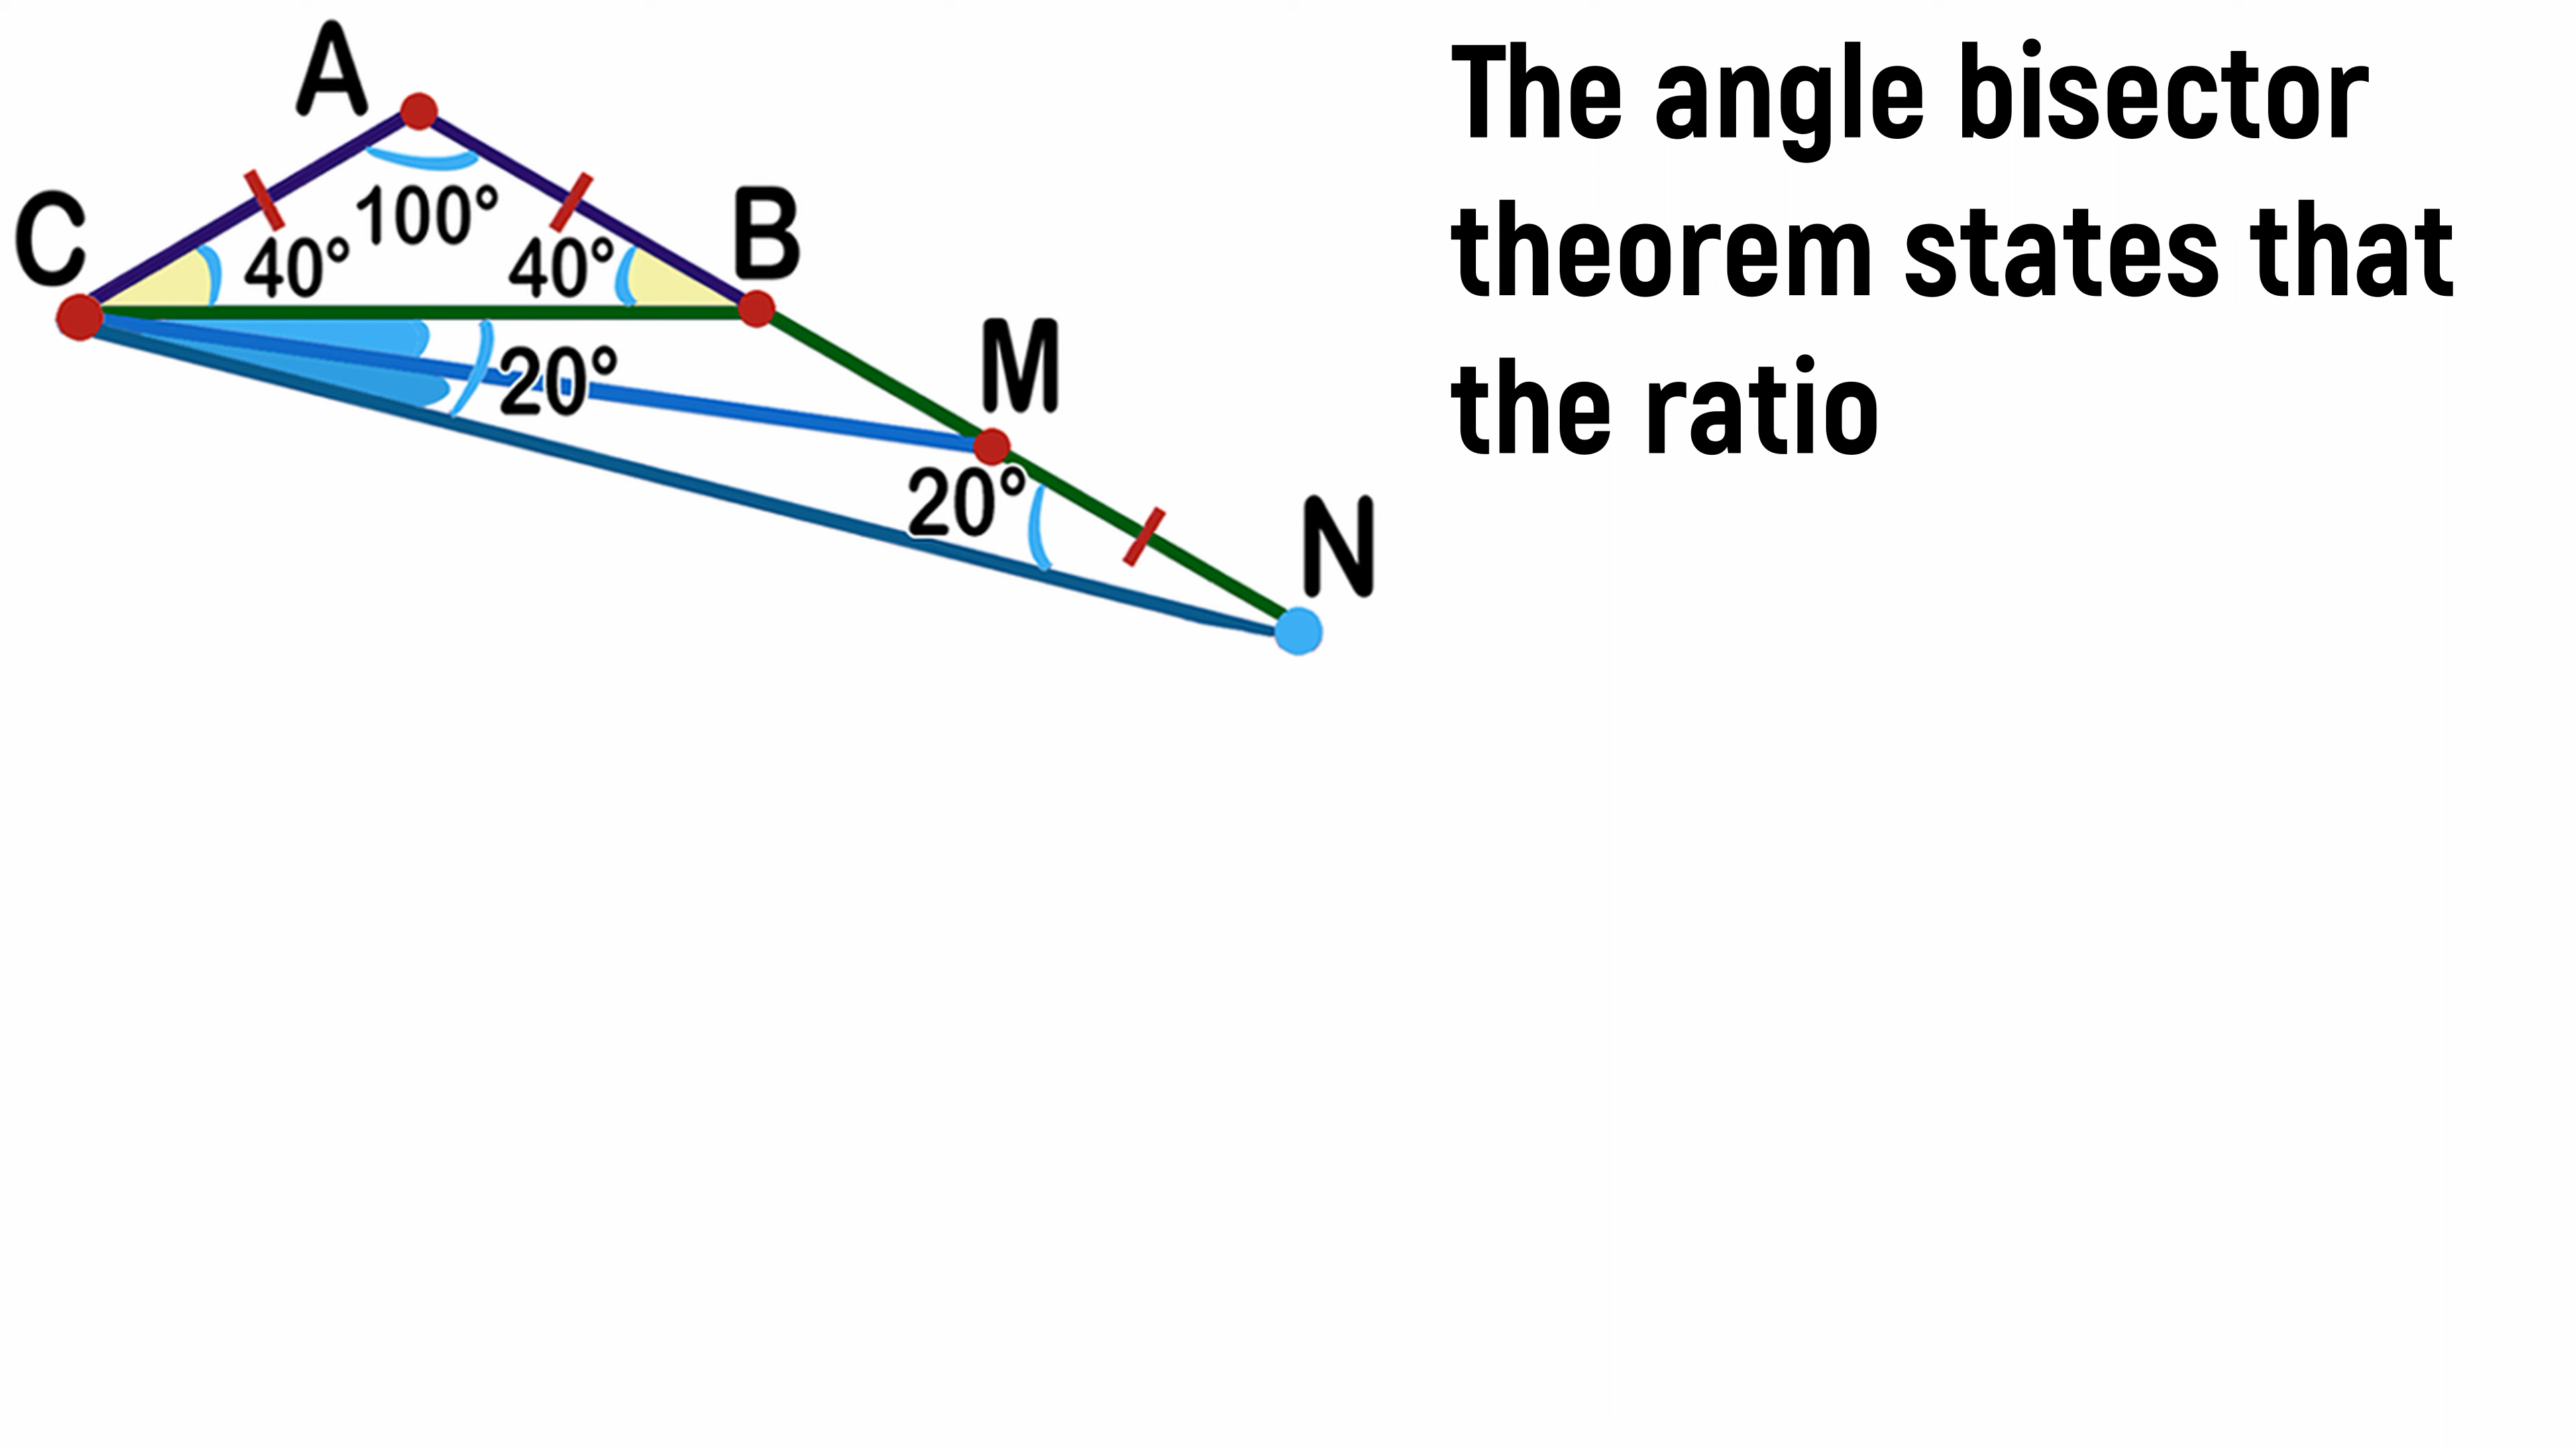 A
C
100°
B
40°
40°
M
20°
20°
N
The angle bisector
theorem states that
the ratio